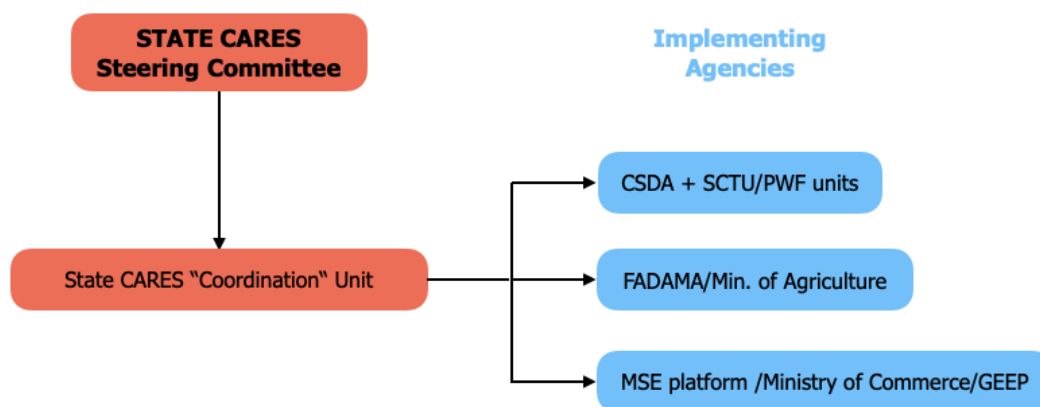 STATE CARES
Steering Committee
Implementing
Agencies
CSDA + SCTU/PWF units
State CARES “Coordination“ Unit
FADAMA/Min. of Agriculture
MSE platform /Ministry of Commerce/GEEP